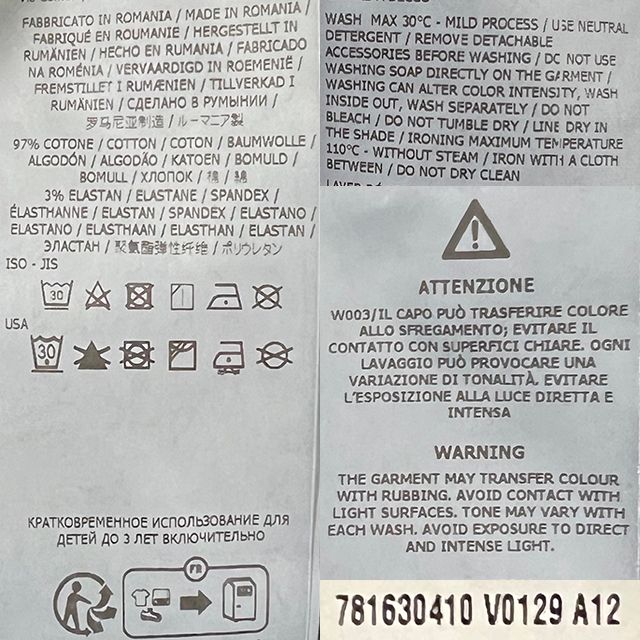 FABBRICATO IN ROMANIA / MADE IN ROMANIA /
FABRIQUÉ EN ROUMANIE / HERGESTELLT IN
RUMÄNIEN / HECHO EN RUMANIA / FABRICADO
NA ROMÉNIA / VERVAARDIGD IN ROEMENIË /
FREMSTILLET I RUMÆNIEN / TILLVERKAD I
RUMÄNIEN / СДЕЛАНО В РУМЫНИИ /
罗马尼亚制造 / ルーマニア製
97% COTONE / COTTON / COTON / BAUMWOLLE /
ALGODÓN / ALGODÃO / KATOEN / BOMULD /
BOMULL / ХЛОПОК / 棉 / 綿
3% ELASTAN / ELASTANE / SPANDEX /
ÉLASTHANNE / ELASTAN / SPANDEX / ELASTANO /
ELASTANO / ELASTHAAN / ELASTHAN / ELASTAN /
ЭЛАСТАН / 聚氨酯弹性纤维 / ポリウレタン
ISO - JIS
30
USA
30
КРАТКОВРЕМЕННОЕ ИСПОЛЬЗОВАНИЕ ДЛЯ
ДЕТЕЙ ДО 3 ЛЕТ ВКЛЮЧИТЕЛЬНО
FR
WASH MAX 30°C - MILD PROCESS / USE NEUTRAL
DETERGENT / REMOVE DETACHABLE
ACCESSORIES BEFORE WASHING / DO NOT USE
WASHING SOAP DIRECTLY ON THE GARMENT /
WASHING CAN ALTER COLOR INTENSITY, WASH
INSIDE OUT, WASH SEPARATELY / DO NOT
BLEACH / DO NOT TUMBLE DRY / LINE DRY IN
THE SHADE / IRONING MAXIMUM TEMPERATURE
110°C - WITHOUT STEAM / IRON WITH A CLOTH
BETWEEN / DO NOT DRY CLEAN
ATTENZIONE
W003/IL CAPO PUÒ TRASFERIRE COLORE
ALLO SFREGAMENTO; EVITARE IL
CONTATTO CON SUPERFICI CHIARE. OGNI
LAVAGGIO PUÒ PROVOCARE UNA
VARIAZIONE DI TONALITÀ. EVITARE
L'ESPOSIZIONE ALLA LUCE DIRETTA E
INTENSA
WARNING
THE GARMENT MAY TRANSFER COLOUR
WITH RUBBING. AVOID CONTACT WITH
LIGHT SURFACES. TONE MAY VARY WITH
EACH WASH. AVOID EXPOSURE TO DIRECT
AND INTENSE LIGHT.
781630410 V0129 A12